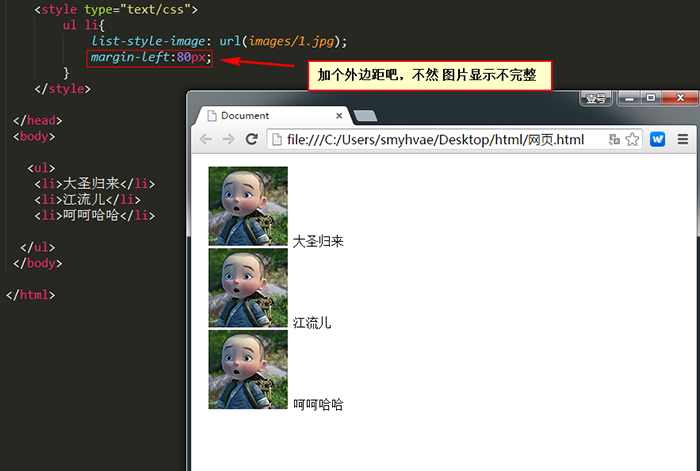 <style type="text/css">
ul li{
list-style-image: url(images/1.jpg);
margin-left:80px;
}
</style>
加个外边距吧，不然 图片显示不完整
</head>
<body>
<ul>
<li>大圣归来</li>
<li>江流儿</li>
<li>呵呵哈哈</li>
</ul>
</body>
</html>
壹号
Document
file:///C:/Users/smyhvae/Desktop/html/网页.html
W
大圣归来
江流儿
呵呵哈哈